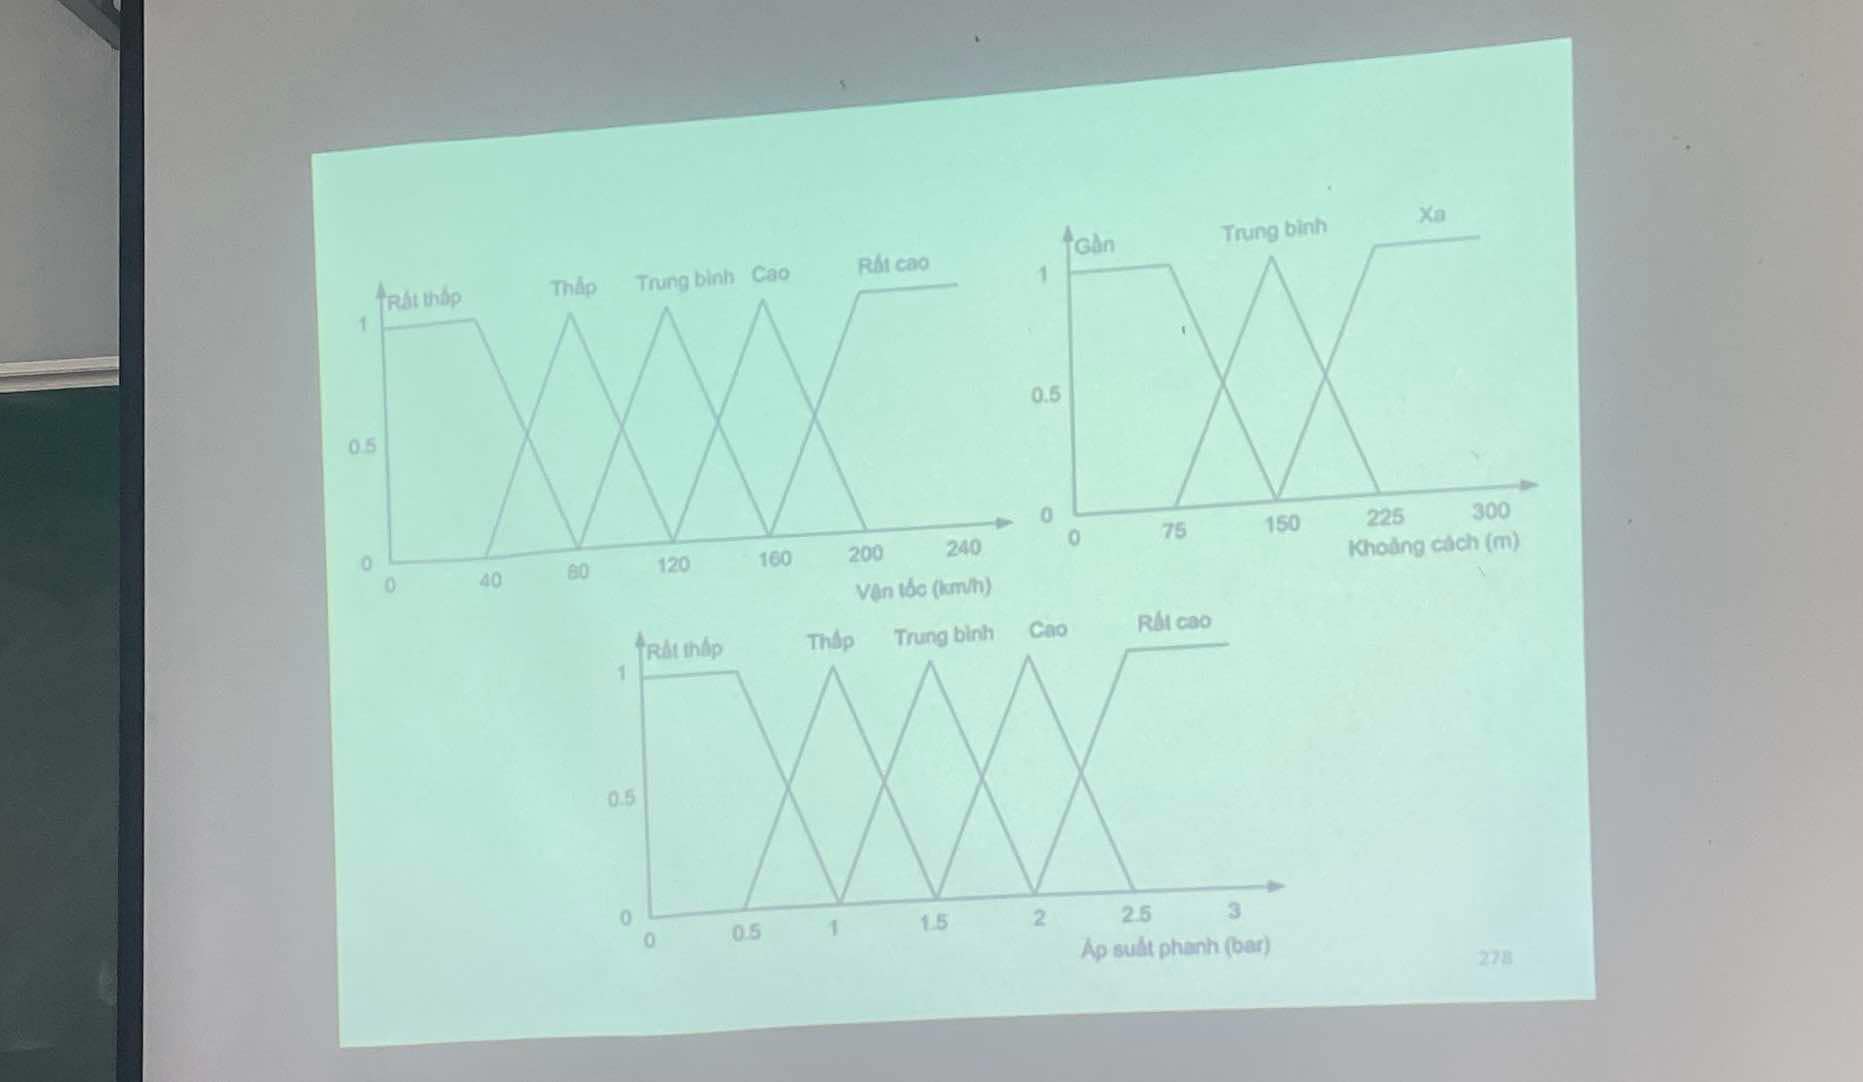 Rất thấp Thấp Trung bình Cao Rất cao
1
0.5
0
0 40 80 120 160 200 240
Vận tốc (km/h)
Gần Trung bình Xa
1
0.5
0
0 75 150 225 300
Khoảng cách (m)
Rất thấp Thấp Trung bình Cao Rất cao
1
0.5
0
0 0.5 1 1.5 2 2.5 3
Áp suất phanh (bar)
278